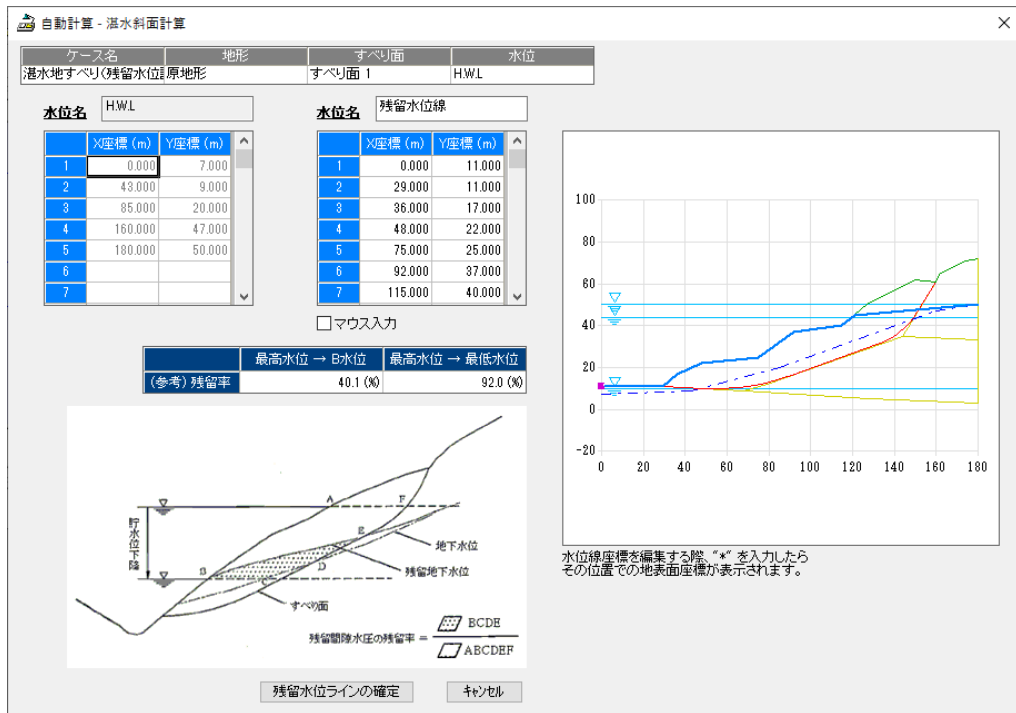 自動計算 - 湛水斜面計算
ケース名 地形 すべり面 水位
湛水地すべり(残留水位 原地形 すべり面 1 H.W.L
水位名 H.W.L
X座標 (m) Y座標 (m)
1 0.000 7.000
2 43.000 9.000
3 85.000 20.000
4 160.000 47.000
5 180.000 50.000
6
7
水位名 残留水位線
X座標 (m) Y座標 (m)
1 0.000 11.000
2 29.000 11.000
3 36.000 17.000
4 48.000 22.000
5 75.000 25.000
6 92.000 37.000
7 115.000 40.000
マウス入力
最高水位 → B水位 最高水位 → 最低水位
(参考) 残留率 40.1 (%) 92.0 (%)
貯水位下降
A
F
E
B
C
D
地下水位
残留地下水位
すべり面
残留間隙水圧の残留率 =
BCDE
ABCDEF
残留水位ラインの確定 キャンセル
100
80
60
40
20
0
-20
0 20 40 60 80 100 120 140 160 180
水位線座標を編集する際、"*" を入力したら
その位置での地表面座標が表示されます。